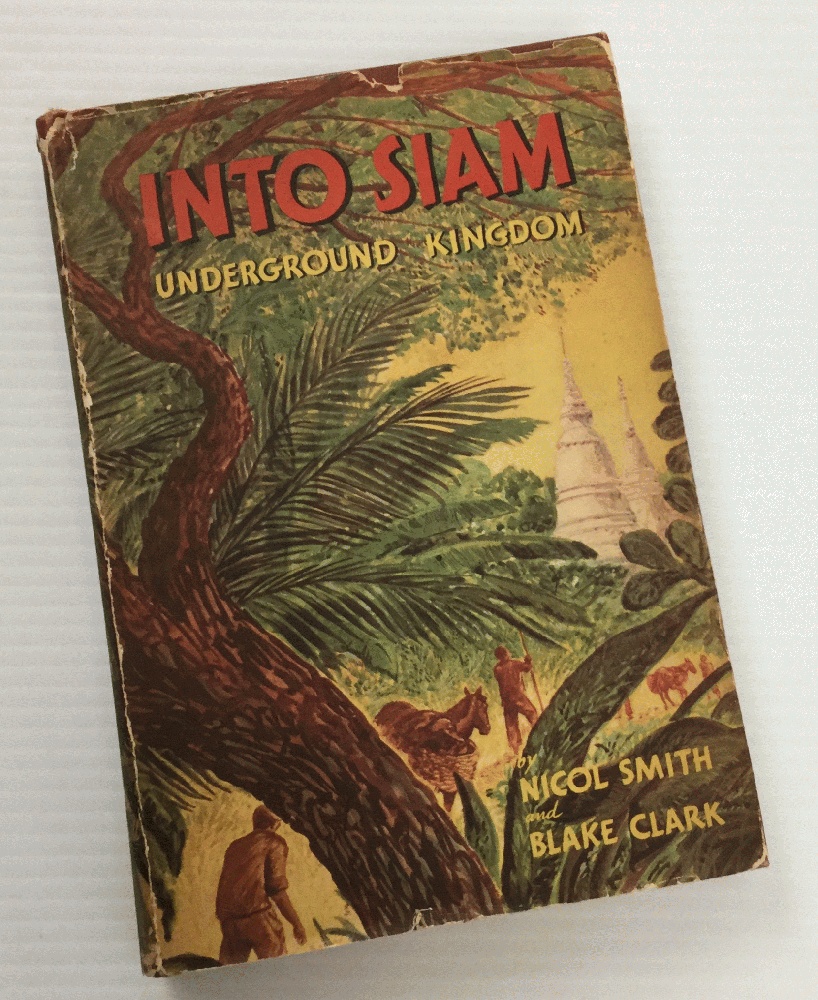 INTO SIAM
UNDERGROUND KINGDOM
by
NICOL SMITH
and
BLAKE CLARK